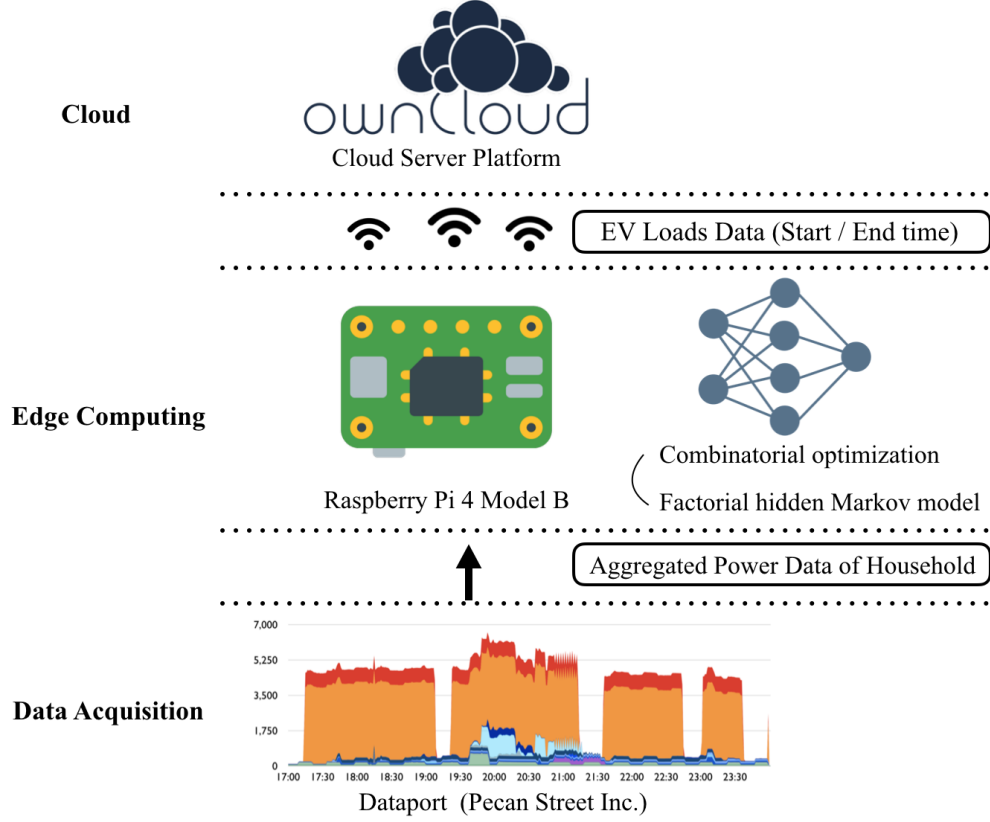 ownCloud
Cloud
Cloud Server Platform
EV Loads Data (Start / End time)
Edge Computing
Combinatorial optimization
Raspberry Pi 4 Model B
Factorial hidden Markov model
Aggregated Power Data of Household
7,000
5,250
3,500
Data Acquisition
1,750
0
17:00 17:30 18:00 18:30 19:00 19:30 20:00 20:30 21:00 21:30 22:00 22:30 23:00 23:30
Dataport (Pecan Street Inc.)